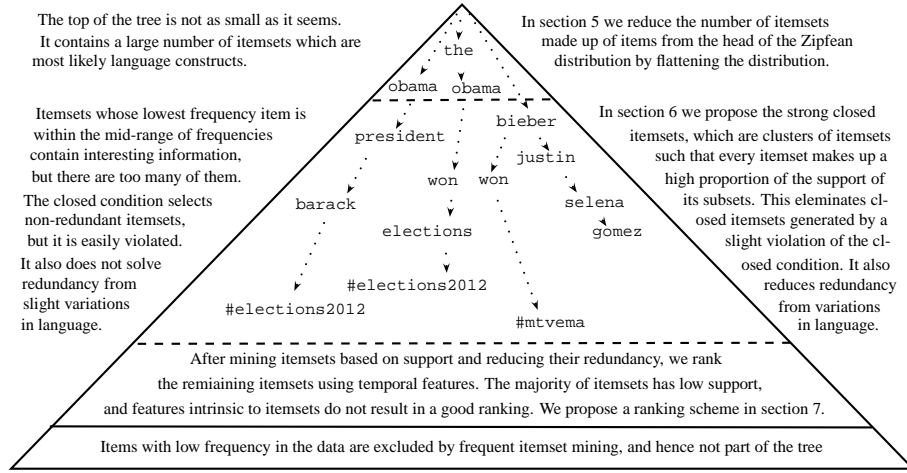 The top of the tree is not as small as it seems.
It contains a large number of itemsets which are
most likely language constructs.
In section 5 we reduce the number of itemsets
made up of items from the head of the Zipfean
distribution by flattening the distribution.
the
obama obama
Itemsets whose lowest frequency item is
within the mid-range of frequencies
contain interesting information,
but there are too many of them.
The closed condition selects
non-redundant itemsets,
but it is easily violated.
It also does not solve
redundancy from
slight variations
in language.
bieber
president
justin
won won
barack
selena
elections
gomez
#elections2012
#elections2012
#mtvema
In section 6 we propose the strong closed
itemsets, which are clusters of itemsets
such that every itemset makes up a
high proportion of the support of
its subsets. This eleminates cl-
osed itemsets generated by a
slight violation of the cl-
osed condition. It also
reduces redundancy
from variations
in language.
After mining itemsets based on support and reducing their redundancy, we rank
the remiaining itemsets using temporal features. The majority of itemsets has low support,
and features intrinsic to itemsets do not result in a good ranking. We propose a ranking scheme in section 7.
Items with low frequency in the data are excluded by frequent itemset mining, and hence not part of the tree